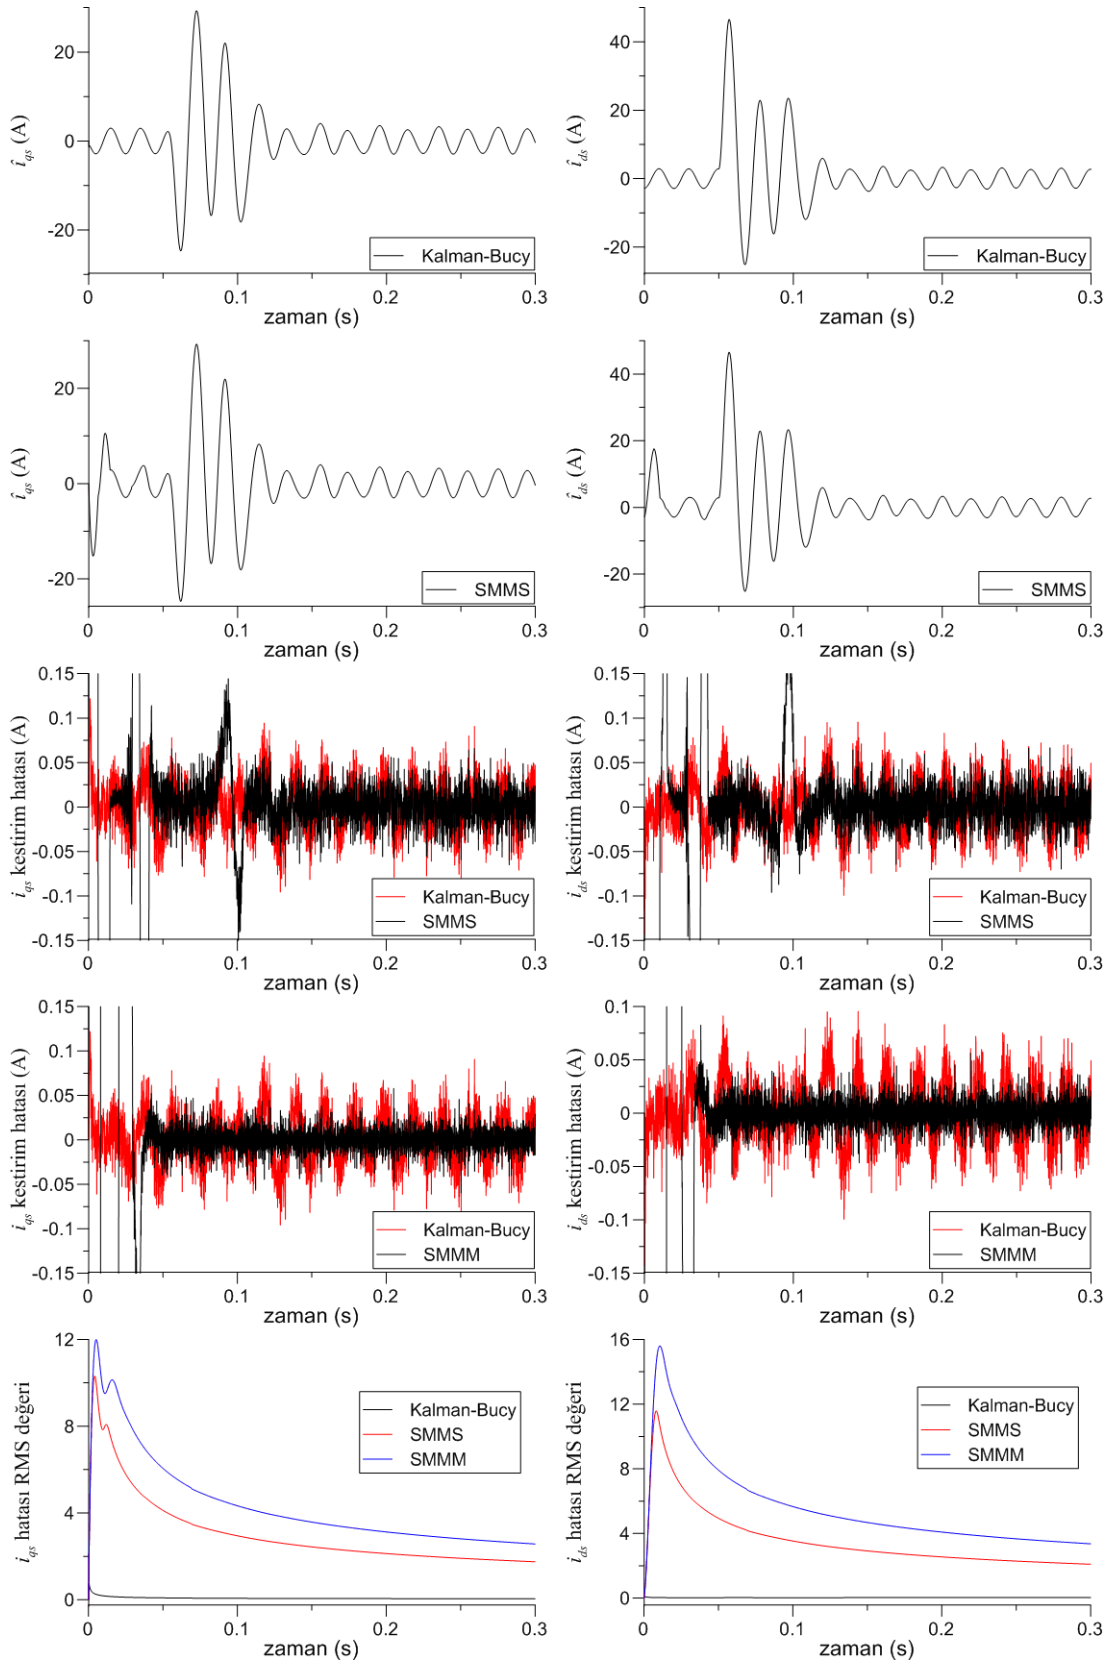 20
0
-20
î_qs (A)
Kalman-Bucy
0
0.1
0.2
0.3
zaman (s)
40
20
0
-20
î_ds (A)
Kalman-Bucy
0
0.1
0.2
0.3
zaman (s)
20
0
-20
î_qs (A)
SMMS
0
0.1
0.2
0.3
zaman (s)
40
20
0
-20
î_ds (A)
SMMS
0
0.1
0.2
0.3
zaman (s)
0.15
0.1
0.05
0
-0.05
-0.1
-0.15
i_qs kestirim hatası (A)
Kalman-Bucy
SMMS
0
0.1
0.2
0.3
zaman (s)
0.15
0.1
0.05
0
-0.05
-0.1
-0.15
i_ds kestirim hatası (A)
Kalman-Bucy
SMMS
0
0.1
0.2
0.3
zaman (s)
0.15
0.1
0.05
0
-0.05
-0.1
-0.15
i_qs kestirim hatası (A)
Kalman-Bucy
SMMM
0
0.1
0.2
0.3
zaman (s)
0.1
0.05
0
-0.05
-0.1
-0.15
i_ds kestirim hatası (A)
Kalman-Bucy
SMMM
0
0.1
0.2
0.3
zaman (s)
12
8
4
0
i_qs hatası RMS değeri
Kalman-Bucy
SMMS
SMMM
0
0.1
0.2
0.3
zaman (s)
16
12
8
4
0
i_ds hatası RMS değeri
Kalman-Bucy
SMMS
SMMM
0
0.1
0.2
0.3
zaman (s)